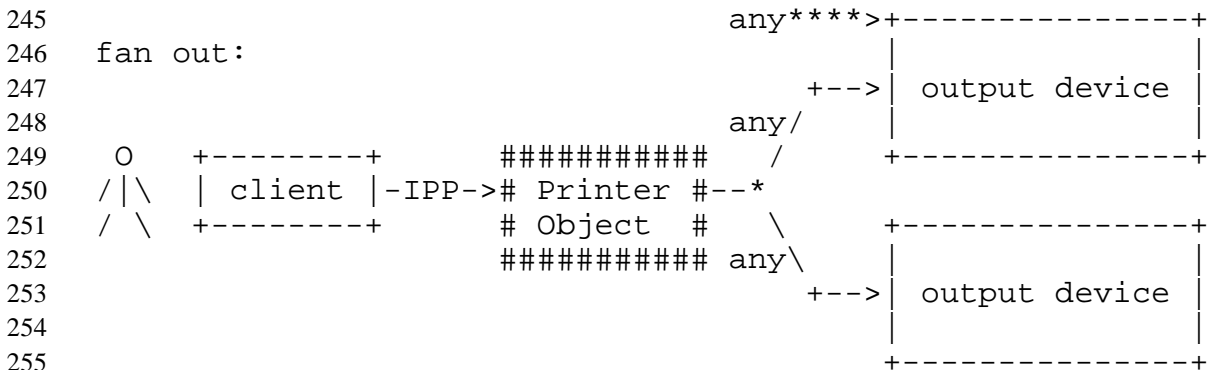 245                                any****>+----------------+
246  fan out:                              |                |
247                                   +-->| output device |
248                                any/    |                |
249   O   +--------+      ###########   /     +----------------+
250  /|\  | client |-IPP-># Printer #--*
251  / \  +--------+      # Object  #   \     +----------------+
252                       ########### any\    |                |
253                                   +-->| output device |
254                                        |                |
255                                        +----------------+